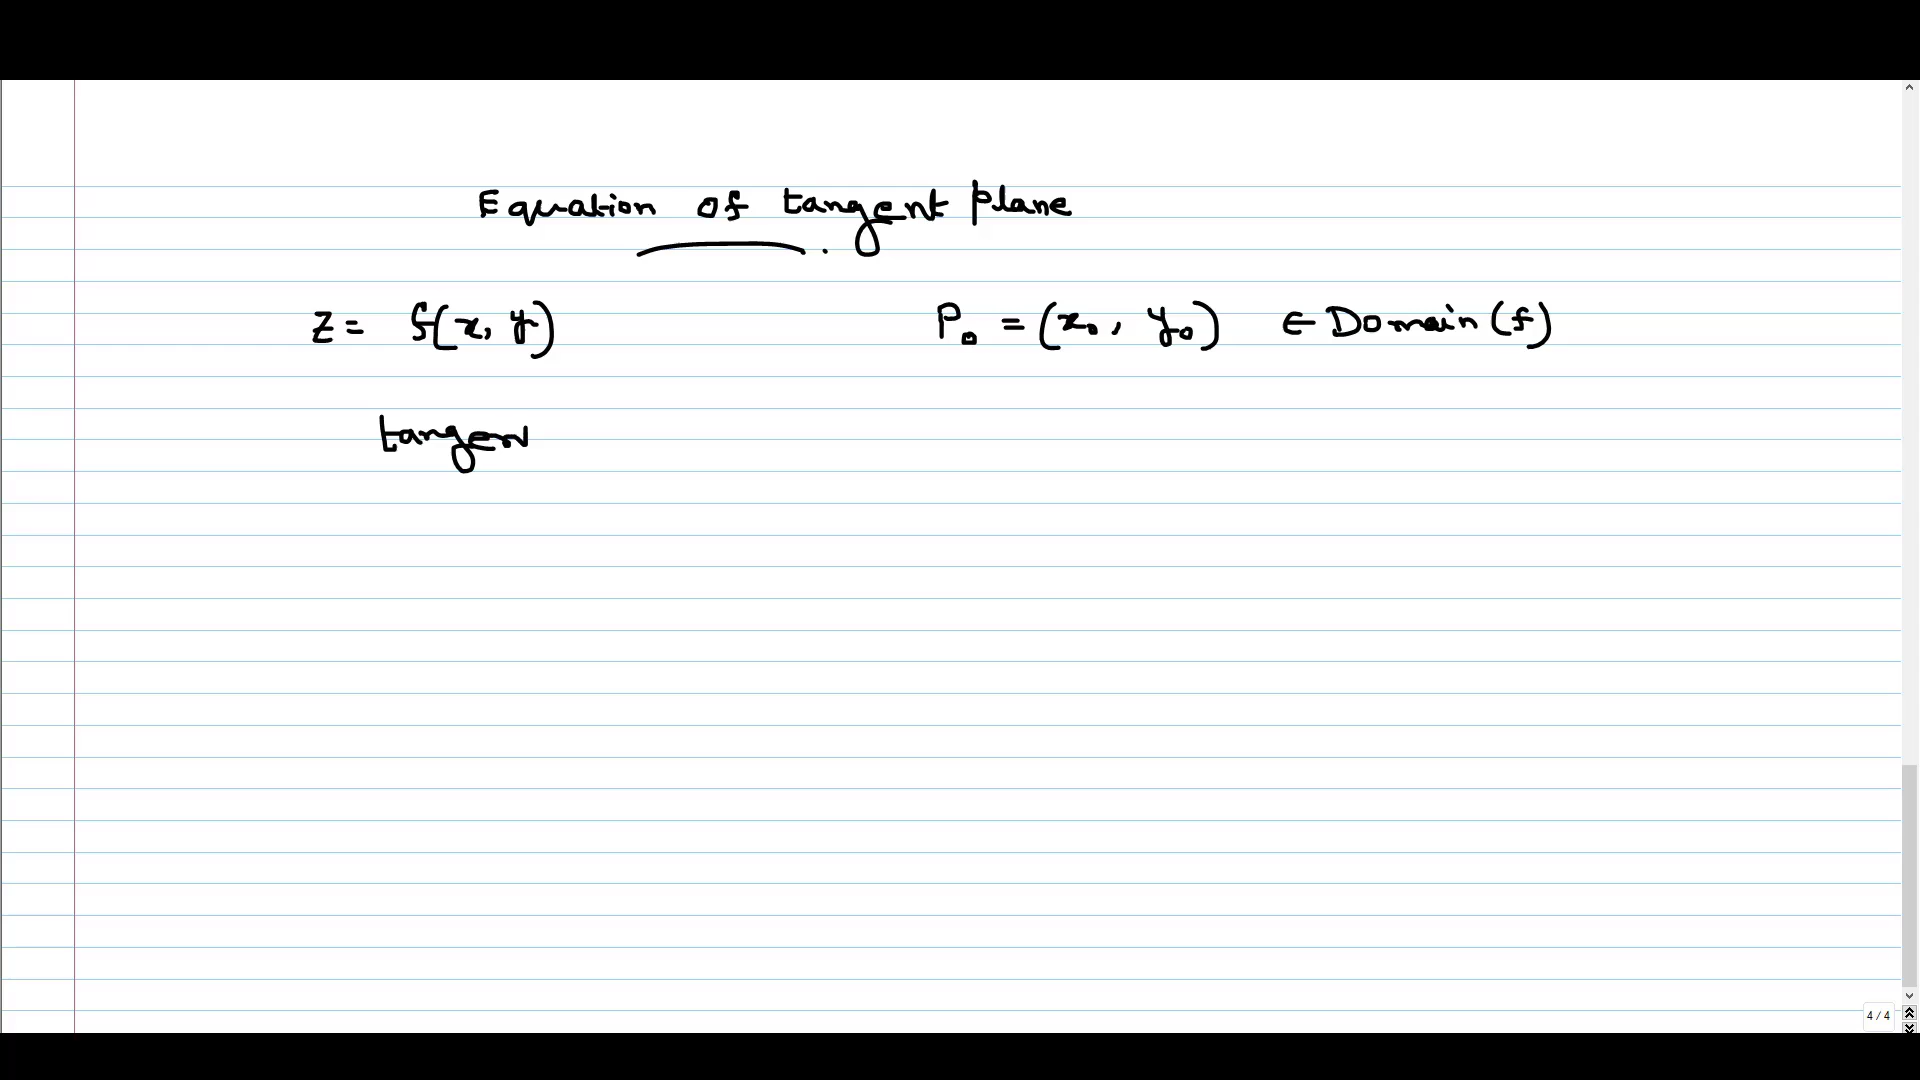 Equation of tangent Plane
z = f(x, y) P₀ = (x₀, y₀) ∈ Domain (f)
tangen
4 / 4